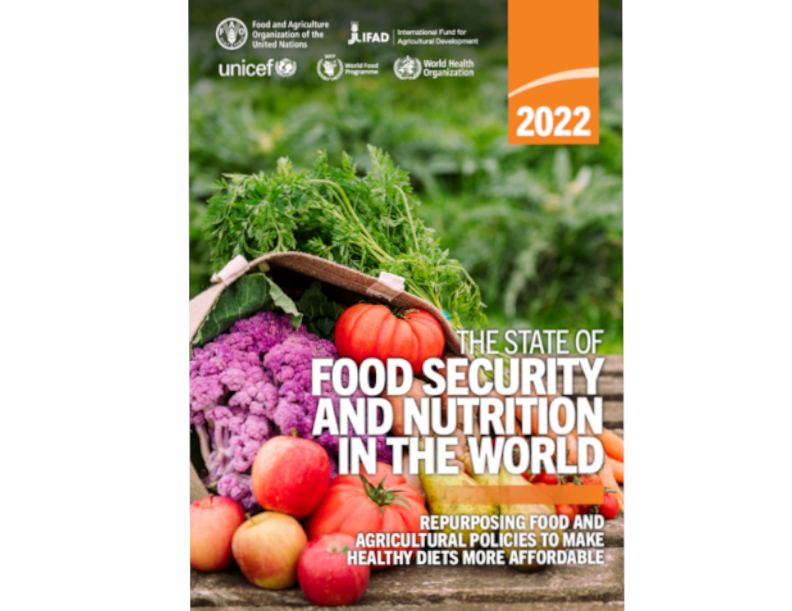 Food and Agriculture
Organization of the
United Nations
IFAD
International Fund for
Agricultural Development
unicef
WFP
World Food
Programme
World Health
Organization
2022
THE STATE OF
FOOD SECURITY
AND NUTRITION
IN THE WORLD
REPURPOSING FOOD AND
AGRICULTURAL POLICIES TO MAKE
HEALTHY DIETS MORE AFFORDABLE